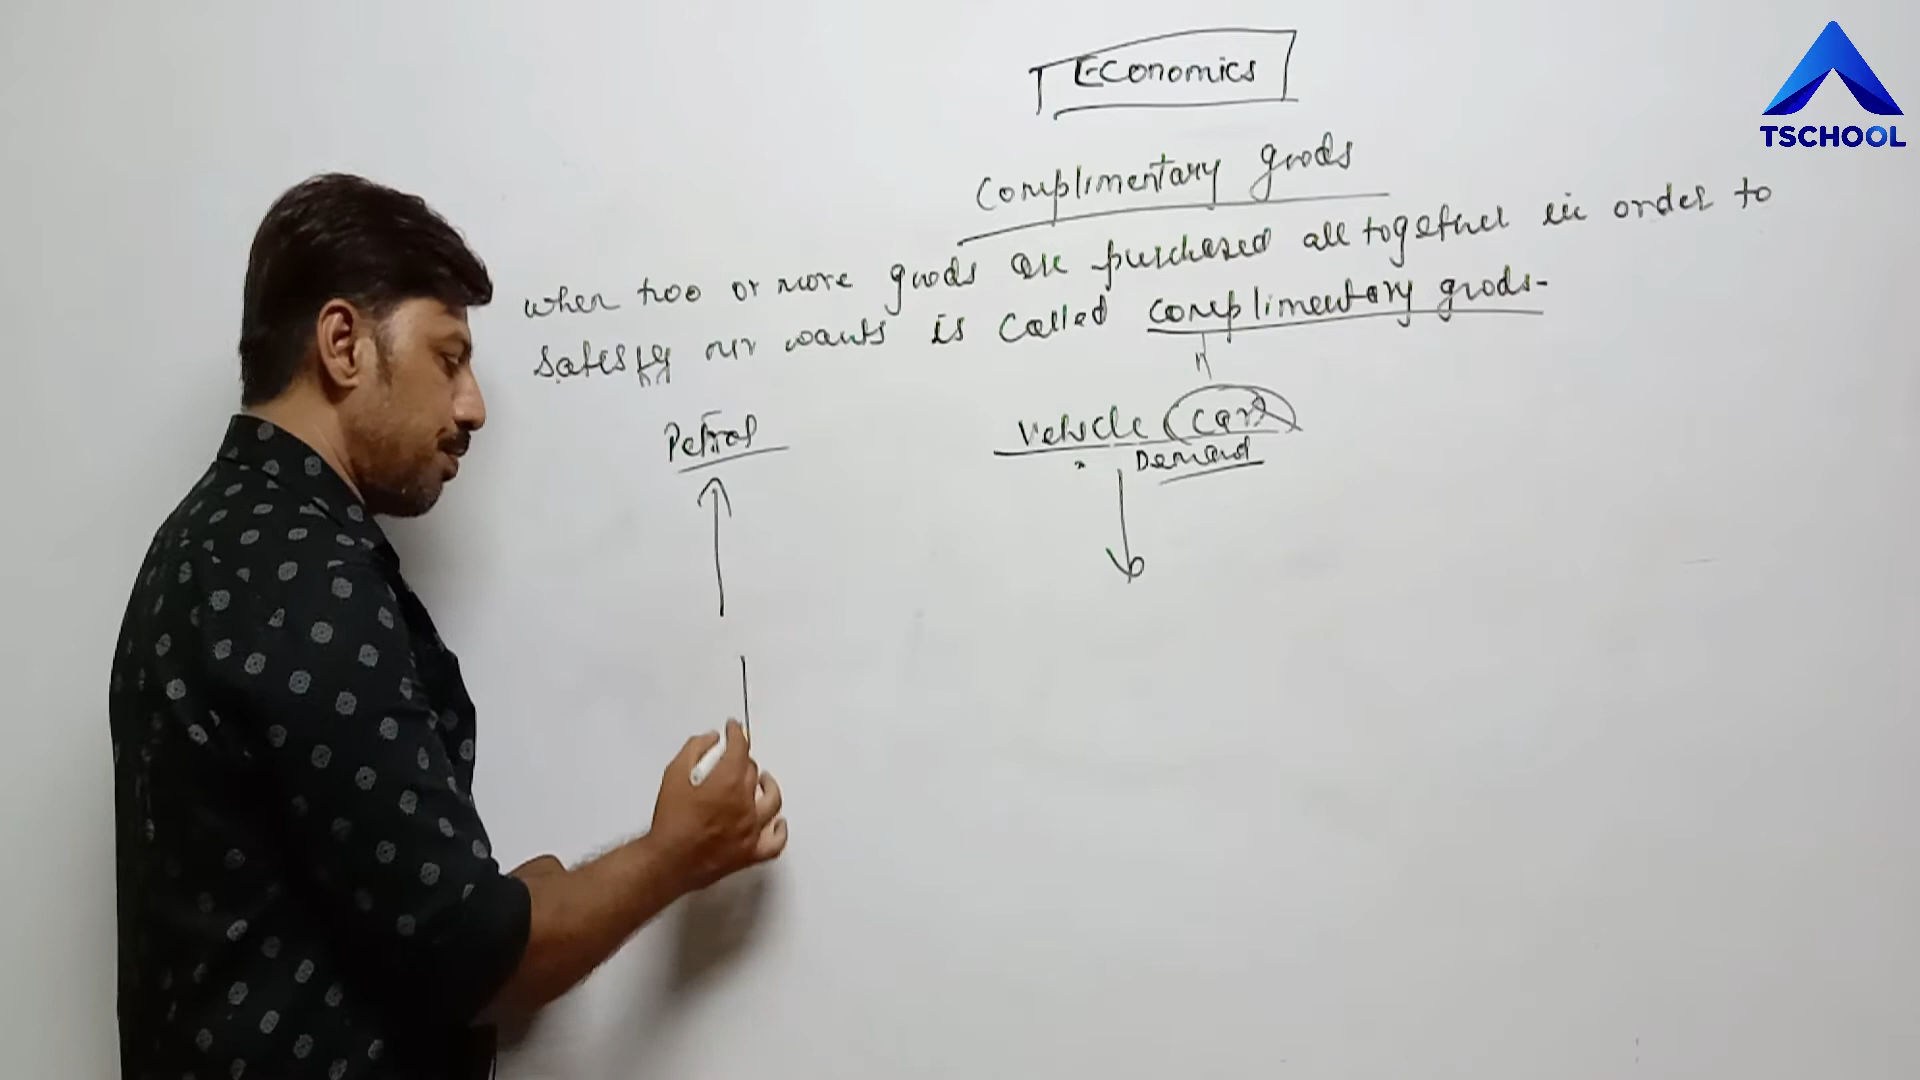 Economics
TSCHOOL
Complimentary goods
when two or more goods are purchased all together in order to
satisfy our wants is called complimentary goods-
Petrol
Vehicle (car)
Demand